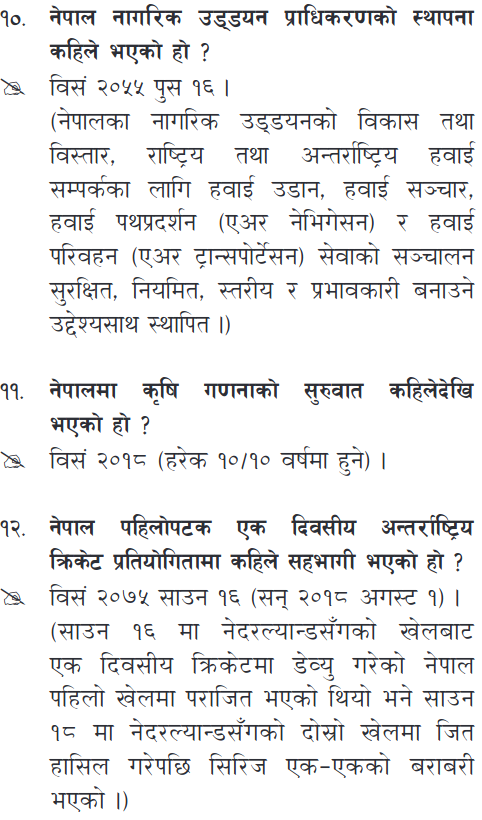 १०. नेपाल नागरिक उड्डयन प्राधिकरणको स्थापना
कहिले भएको हो ?
विसं २०५५ पुस १६ ।
(नेपालका नागरिक उड्डयनको विकास तथा
विस्तार, राष्ट्रिय तथा अन्तर्राष्ट्रिय हवाई
सम्पर्कका लागि हवाई उडान, हवाई सञ्चार,
हवाई पथप्रदर्शन (एअर नेभिगेसन) र हवाई
परिवहन (एअर ट्रान्सपोर्टेसन) सेवाको सञ्चालन
सुरक्षित, नियमित, स्तरीय र प्रभावकारी बनाउने
उद्देश्यसाथ स्थापित ।)
११. नेपालमा कृषि गणनाको सुरुवात कहिलेदेखि
भएको हो ?
विसं २०१८ (हरेक १०/१० वर्षमा हुने) ।
१२. नेपाल पहिलोपटक एक दिवसीय अन्तर्राष्ट्रिय
क्रिकेट प्रतियोगितामा कहिले सहभागी भएको हो ?
विसं २०७५ साउन १६ (सन् २०१८ अगस्ट १) ।
(साउन १६ मा नेदरल्यान्डसँगको खेलबाट
एक दिवसीय क्रिकेटमा डेव्यु गरेको नेपाल
पहिलो खेलमा पराजित भएको थियो भने साउन
१८ मा नेदरल्यान्डसँगको दोस्रो खेलमा जित
हासिल गरेपछि सिरिज एक–एकको बराबरी
भएको ।)